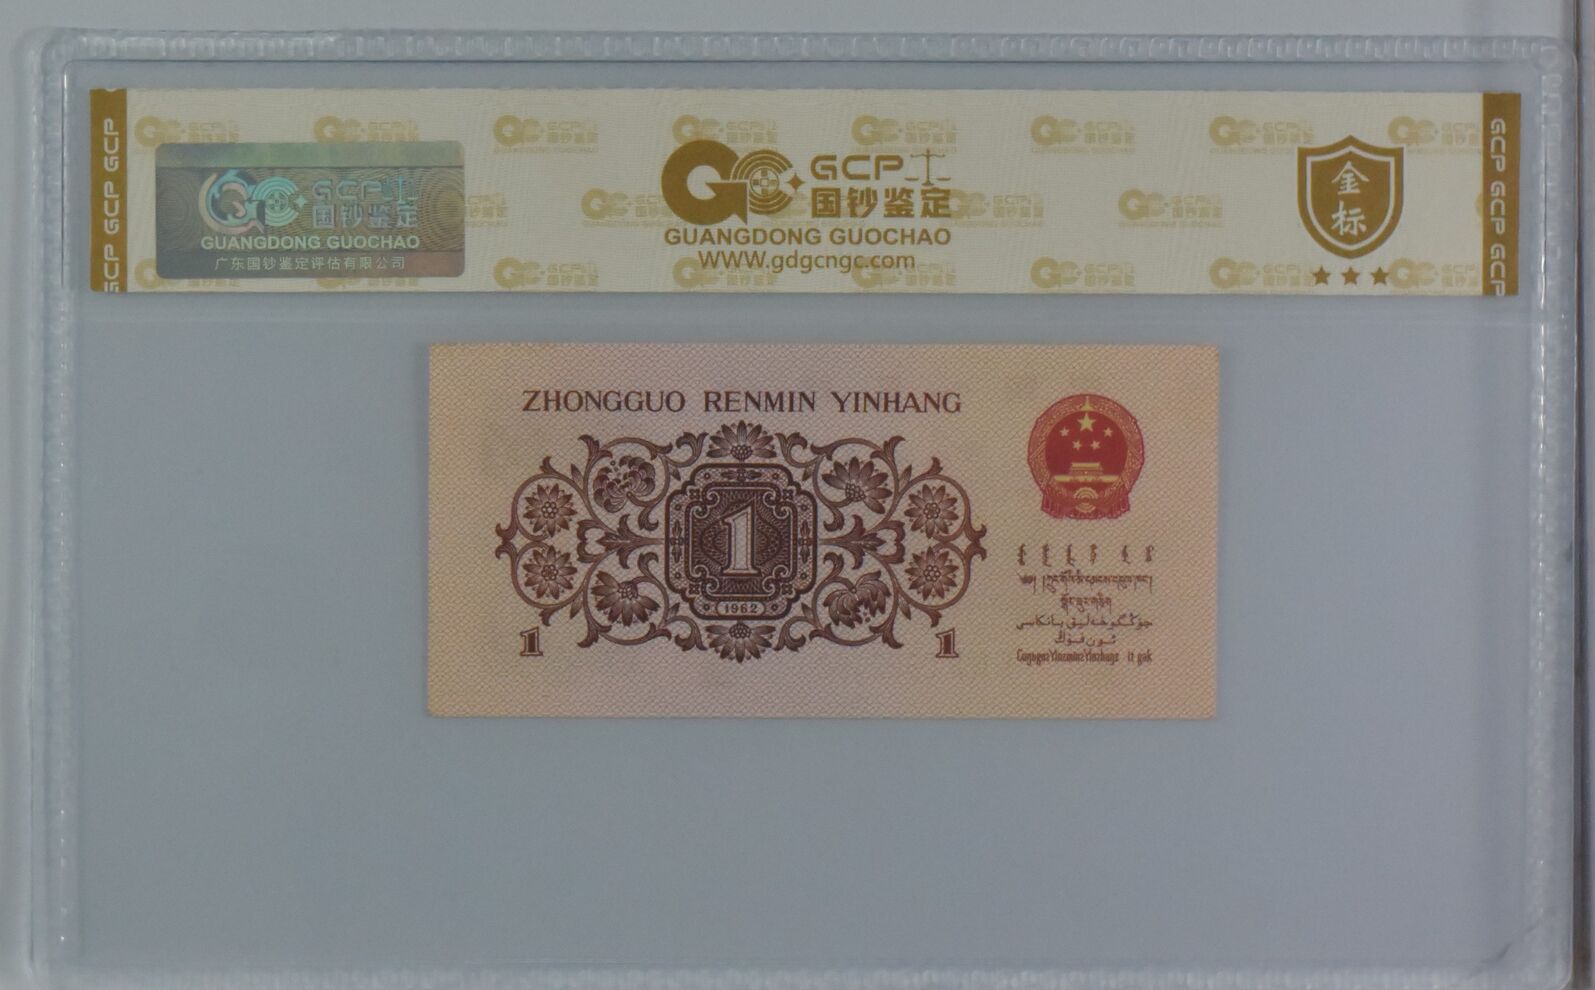 GCP GCP GCP
GCP 国钞鉴定
GUANGDONG GUOCHAO
广东国钞鉴定评估有限公司
GCP
国钞鉴定
GUANGDONG GUOCHAO
WWW.gdgcngc.com
金
标
GCP GCP GCP
ZHONGGUO RENMIN YINHANG
1
1962
1
1